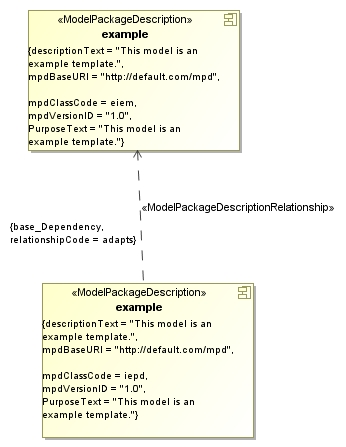 «ModelPackageDescription»
example
{descriptionText = "This model is an
example template.",
mpdBaseURI = "http://default.com/mpd",
mpdClassCode = eiem,
mpdVersionID = "1.0",
PurposeText = "This model is an
example template."}
«ModelPackageDescriptionRelationship»
{base_Dependency,
relationshipCode = adapts}
«ModelPackageDescription»
example
{descriptionText = "This model is an
example template.",
mpdBaseURI = "http://default.com/mpd",
mpdClassCode = iepd,
mpdVersionID = "1.0",
PurposeText = "This model is an
example template."}